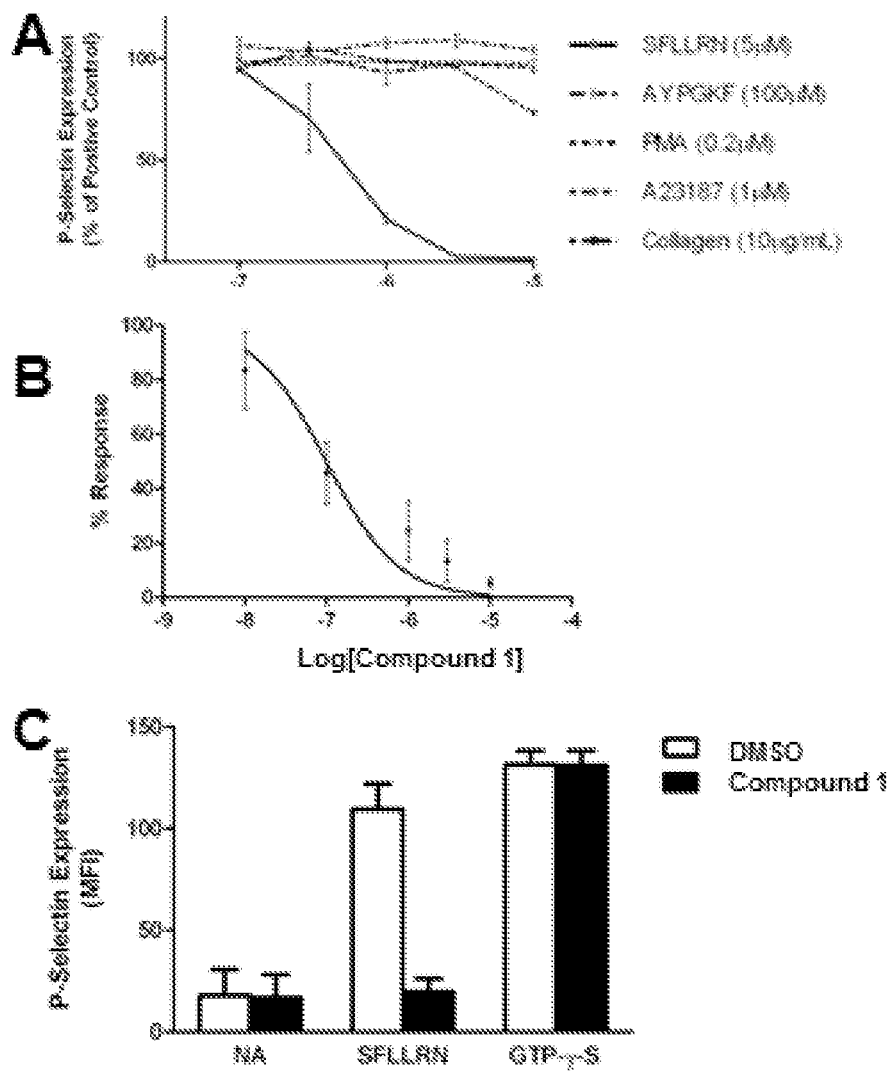 A
P-Selectin Expression
(% of Postive Control)
100
50
0
-7
-6
-5
SFLLRN (5μM)
AYPGKF (100μM)
PMA (0.2μM)
A23187 (1μM)
Collagen (10μg/mL)
B
% Response
100
80
60
40
20
0
-9
-8
-7
-6
-5
-4
Log[Compound 1]
C
P-Selectin Expression
(MFI)
150
100
50
0
NA
SFLLRN
GTP-γ-S
DMSO
Compound 1